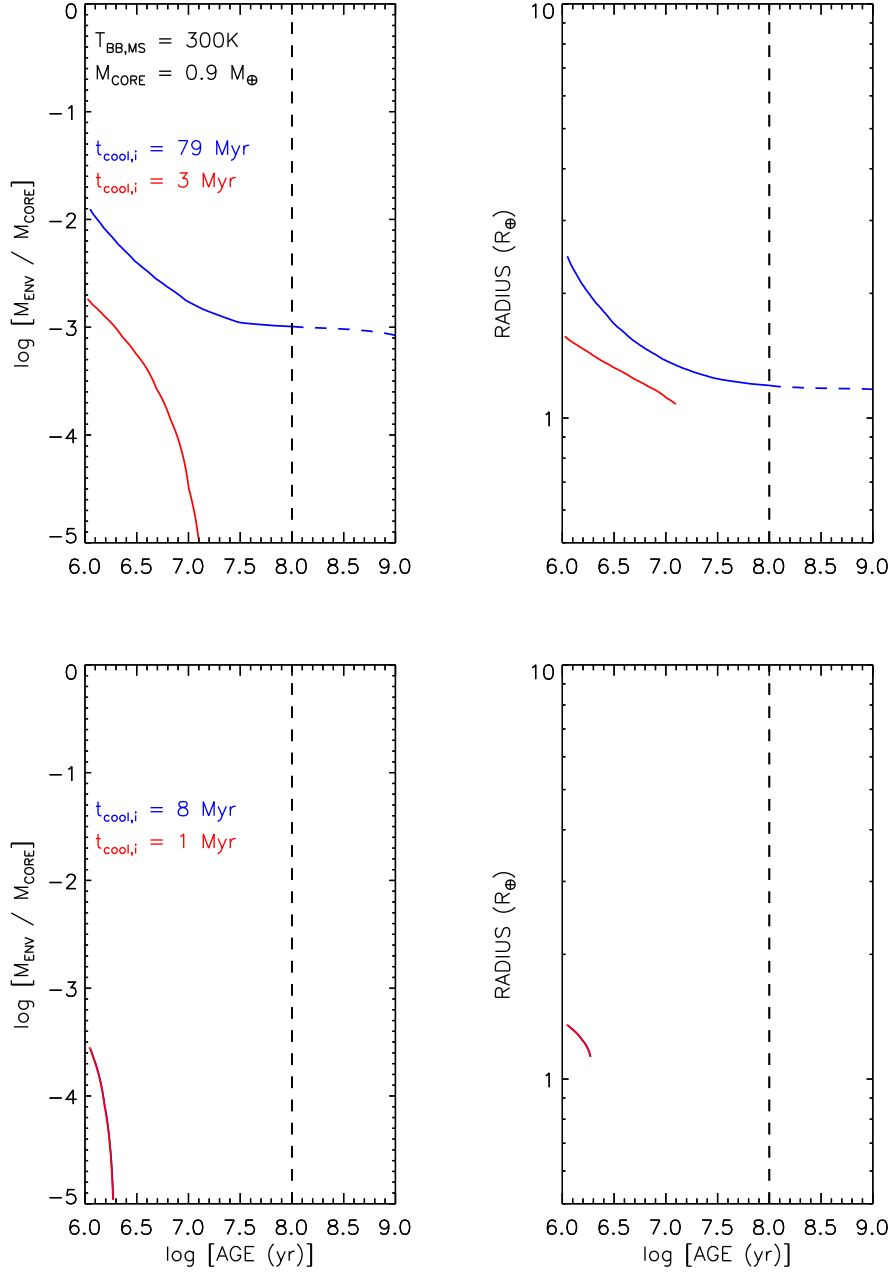 0
T_BB,MS = 300K
M_CORE = 0.9 M_⊕
−1
t_cool,i = 79 Myr
t_cool,i = 3 Myr
−2
−3
−4
−5
log [M_ENV / M_CORE]
6.0 6.5 7.0 7.5 8.0 8.5 9.0
10
1
RADIUS (R_⊕)
6.0 6.5 7.0 7.5 8.0 8.5 9.0
0
−1
t_cool,i = 8 Myr
t_cool,i = 1 Myr
−2
−3
−4
−5
log [M_ENV / M_CORE]
6.0 6.5 7.0 7.5 8.0 8.5 9.0
log [AGE (yr)]
10
1
RADIUS (R_⊕)
6.0 6.5 7.0 7.5 8.0 8.5 9.0
log [AGE (yr)]